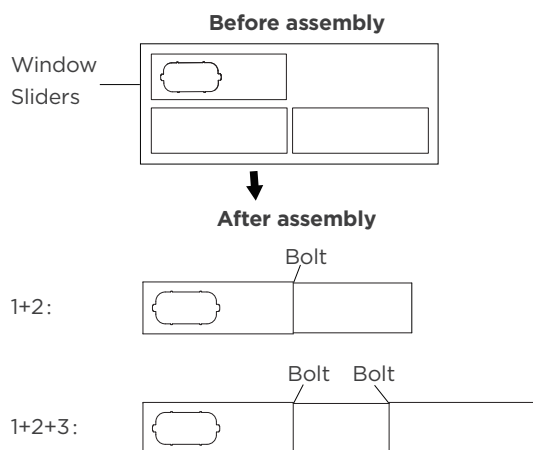 Before assembly
Window
Sliders
After assembly
Bolt
1+2:
Bolt Bolt
1+2+3: